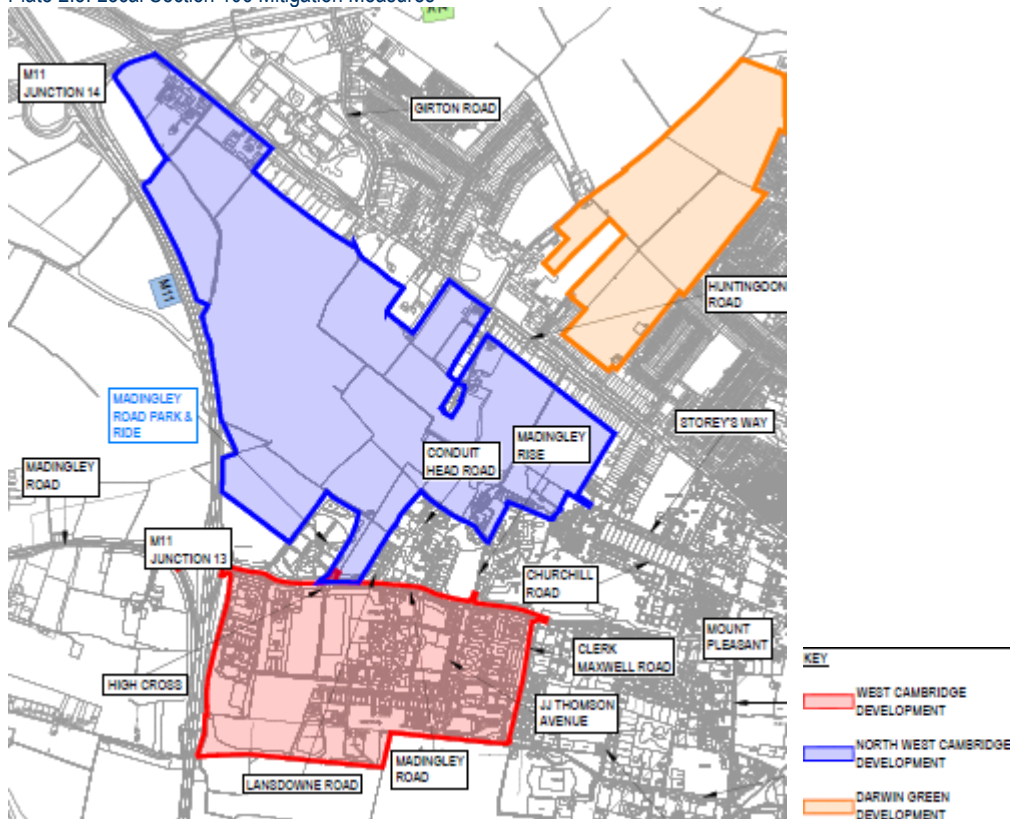 M11
JUNCTION 14
GIRTON ROAD
HUNTINGDON
ROAD
M11
MADINGLEY
ROAD PARK &
RIDE
STOREY'S WAY
MADINGLEY
RISE
CONDUIT
HEAD ROAD
MADINGLEY
ROAD
M11
JUNCTION 13
CHURCHILL
ROAD
MOUNT
PLEASANT
CLERK
MAXWELL ROAD
HIGH CROSS
JJ THOMSON
AVENUE
MADINGLEY
ROAD
LANSDOWNE ROAD
KEY
WEST CAMBRIDGE
DEVELOPMENT
NORTH WEST CAMBRIDGE
DEVELOPMENT
DARWIN GREEN
DEVELOPMENT